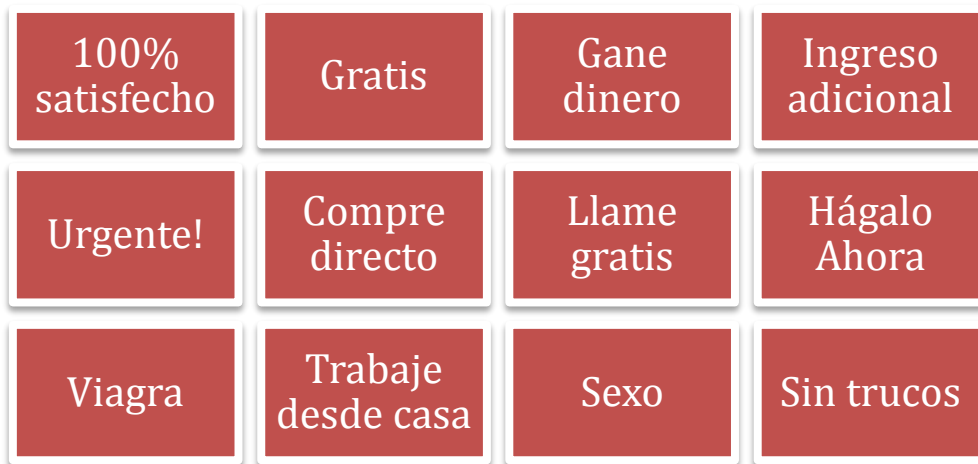 100%
satisfecho
Gratis
Gane
dinero
Ingreso
adicional
Urgente!
Compre
directo
Llame
gratis
Hágalo
Ahora
Viagra
Trabaje
desde casa
Sexo
Sin trucos